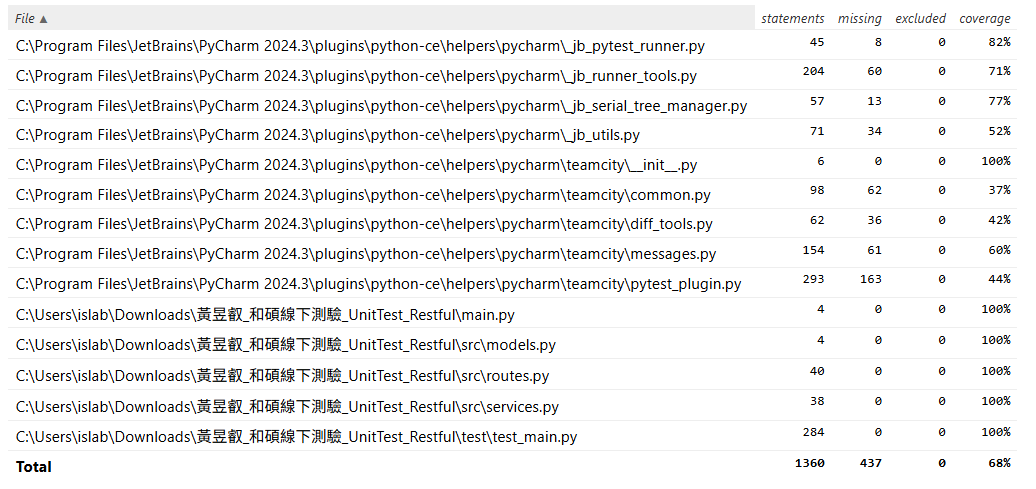 File ▲ statements missing excluded coverage
C:\Program Files\JetBrains\PyCharm 2024.3\plugins\python-ce\helpers\pycharm\_jb_pytest_runner.py 45 8 0 82%
C:\Program Files\JetBrains\PyCharm 2024.3\plugins\python-ce\helpers\pycharm\_jb_runner_tools.py 204 60 0 71%
C:\Program Files\JetBrains\PyCharm 2024.3\plugins\python-ce\helpers\pycharm\_jb_serial_tree_manager.py 57 13 0 77%
C:\Program Files\JetBrains\PyCharm 2024.3\plugins\python-ce\helpers\pycharm\_jb_utils.py 71 34 0 52%
C:\Program Files\JetBrains\PyCharm 2024.3\plugins\python-ce\helpers\pycharm\teamcity\__init__.py 6 0 0 100%
C:\Program Files\JetBrains\PyCharm 2024.3\plugins\python-ce\helpers\pycharm\teamcity\common.py 98 62 0 37%
C:\Program Files\JetBrains\PyCharm 2024.3\plugins\python-ce\helpers\pycharm\teamcity\diff_tools.py 62 36 0 42%
C:\Program Files\JetBrains\PyCharm 2024.3\plugins\python-ce\helpers\pycharm\teamcity\messages.py 154 61 0 60%
C:\Program Files\JetBrains\PyCharm 2024.3\plugins\python-ce\helpers\pycharm\teamcity\pytest_plugin.py 293 163 0 44%
C:\Users\islab\Downloads\黃昱叡_和碩線下測驗_UnitTest_Restful\main.py 4 0 0 100%
C:\Users\islab\Downloads\黃昱叡_和碩線下測驗_UnitTest_Restful\src\models.py 4 0 0 100%
C:\Users\islab\Downloads\黃昱叡_和碩線下測驗_UnitTest_Restful\src\routes.py 40 0 0 100%
C:\Users\islab\Downloads\黃昱叡_和碩線下測驗_UnitTest_Restful\src\services.py 38 0 0 100%
C:\Users\islab\Downloads\黃昱叡_和碩線下測驗_UnitTest_Restful\test\test_main.py 284 0 0 100%
Total 1360 437 0 68%